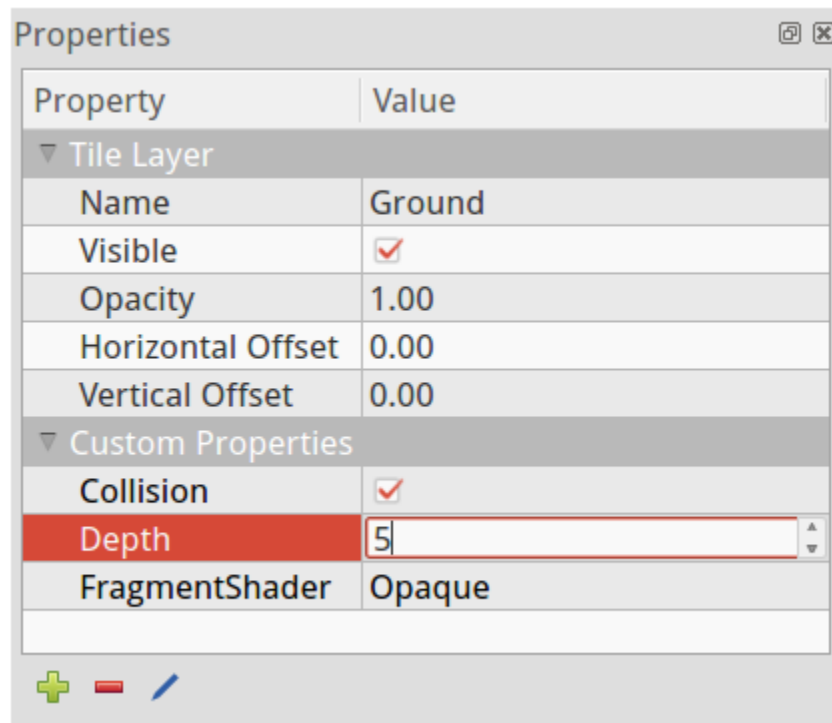 Properties
Property Value
Tile Layer
Name Ground
Visible
Opacity 1.00
Horizontal Offset 0.00
Vertical Offset 0.00
Custom Properties
Collision
Depth 5
FragmentShader Opaque